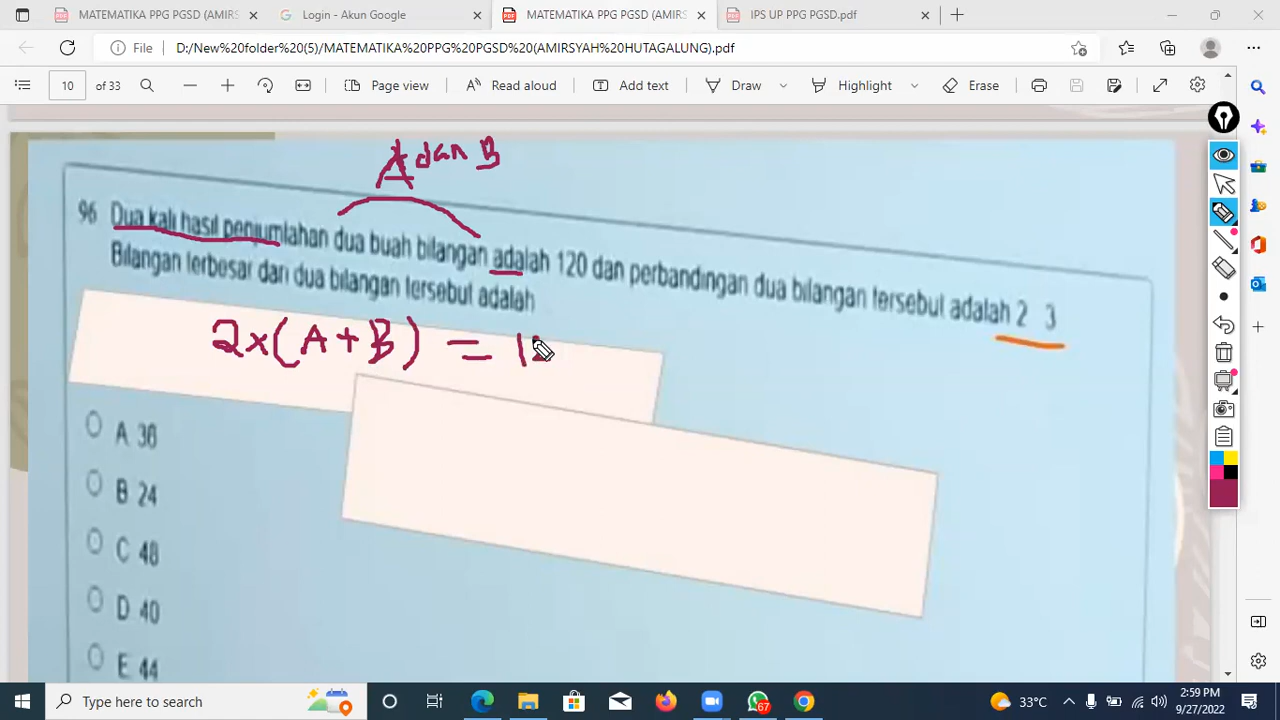 MATEMATIKA PPG PGSD (AMIRSYAH
Login - Akun Google
MATEMATIKA PPG PGSD (AMIRS
IPS UP PPG PGSD.pdf
File
D:/New%20folder%20(5)/MATEMATIKA%20PPG%20PGSD%20(AMIRSYAH%20HUTAGALUNG).pdf
10 of 33
Page view
Read aloud
Add text
Draw
Highlight
Erase
A dan B
96 Dua kali hasil penjumlahan dua buah bilangan adalah 120 dan perbandingan dua bilangan tersebut adalah 2 3
Bilangan terbesar dari dua bilangan tersebut adalah
2x(A+B) = 12
A 36
B 24
C 48
D 40
E 44
Type here to search
67
33°C
2:59 PM
9/27/2022